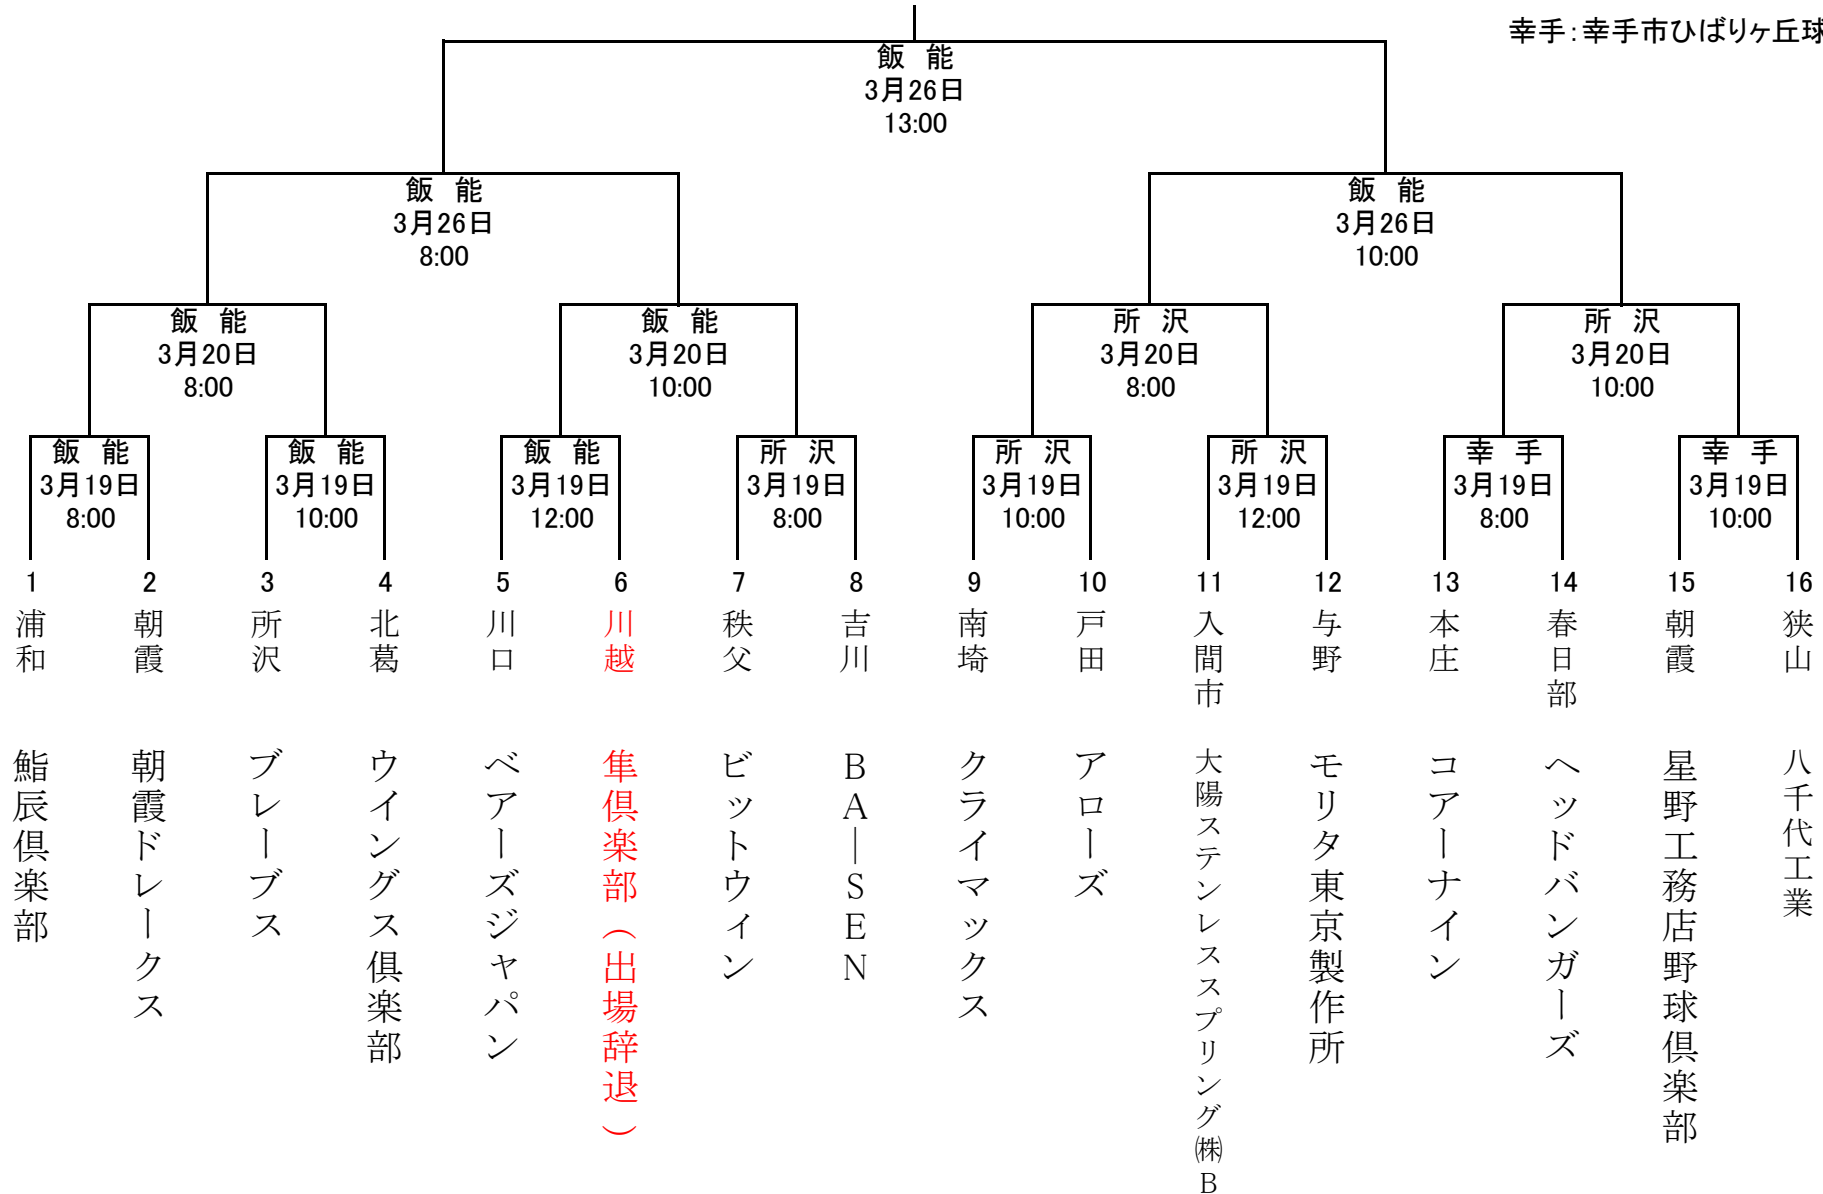 幸手：幸手市ひばりヶ丘球
飯 能
3月26日
13:00
飯 能
3月26日
8:00
飯 能
3月26日
10:00
飯 能
3月20日
8:00
飯 能
3月20日
10:00
所 沢
3月20日
8:00
所 沢
3月20日
10:00
飯 能
3月19日
8:00
飯 能
3月19日
10:00
飯 能
3月19日
12:00
所 沢
3月19日
8:00
所 沢
3月19日
10:00
所 沢
3月19日
12:00
幸 手
3月19日
8:00
幸 手
3月19日
10:00
1
浦和
鮨辰倶楽部
2
朝霞
朝霞ドレークス
3
所沢
ブレーブス
4
北葛
ウイングス倶楽部
5
川口
ベアーズジャパン
6
川越
隼倶楽部（出場辞退）
7
秩父
ビットウィン
8
吉川
ＢＡ―ＳＥＮ
9
南埼
クライマックス
10
戸田
アローズ
11
入間市
大陽ステンレススプリング㈱Ｂ
12
与野
モリタ東京製作所
13
本庄
コアーナイン
14
春日部
ヘッドバンガーズ
15
朝霞
星野工務店野球倶楽部
16
狭山
八千代工業